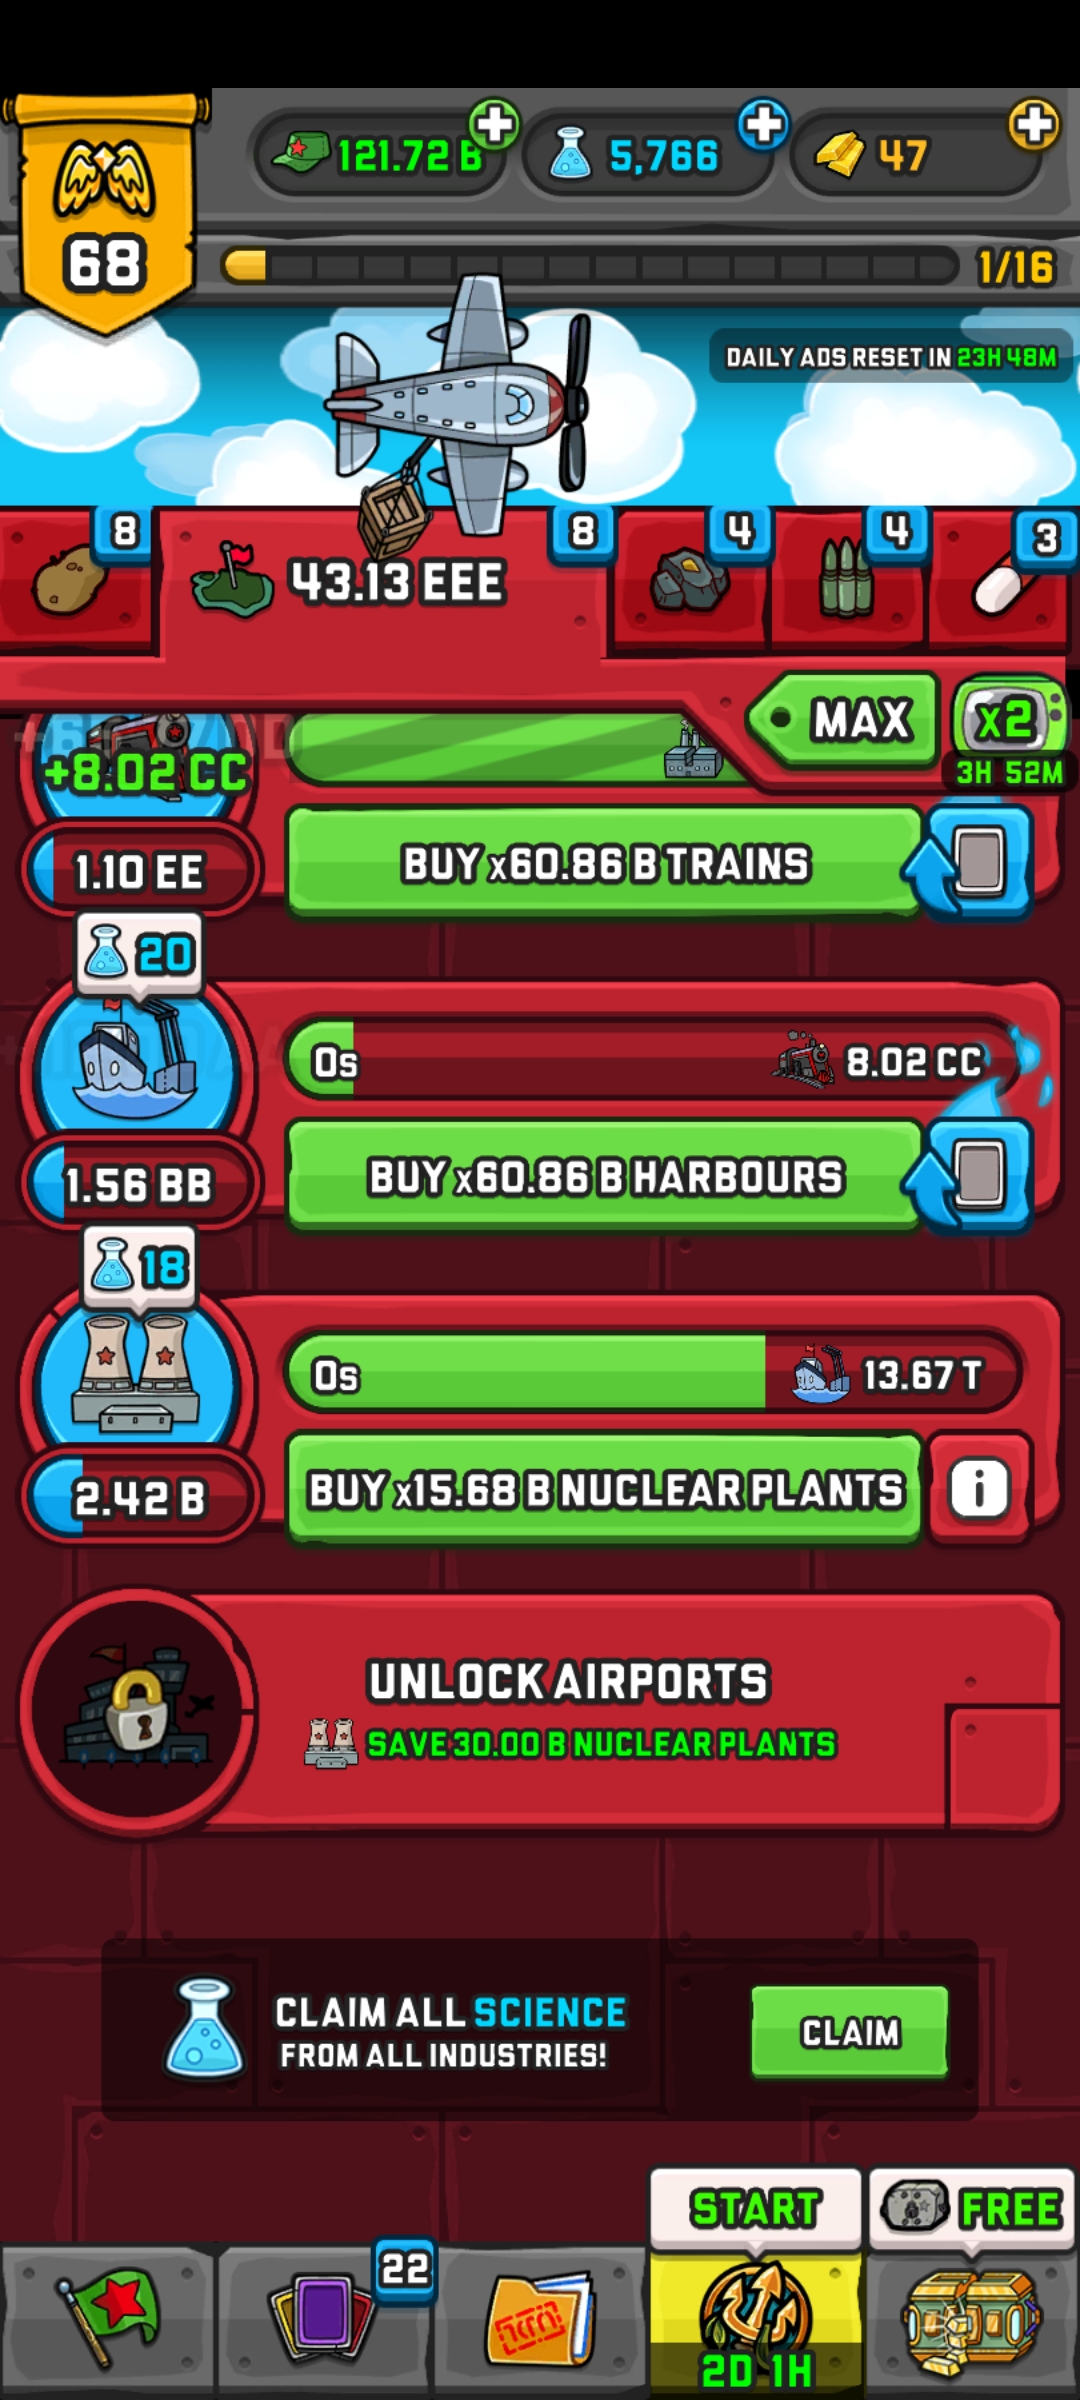 121.72 B
5,766
47
68
1/16
DAILY ADS RESET IN 23H 48M
8
43.13 EEE
8
4
4
3
MAX
x2
3H 52M
+8.02 CC
1.10 EE
BUY x60.86 B TRAINS
20
0s
8.02 CC
1.56 BB
BUY x60.86 B HARBOURS
18
0s
13.67 T
2.42 B
BUY x15.68 B NUCLEAR PLANTS
i
UNLOCK AIRPORTS
SAVE 30.00 B NUCLEAR PLANTS
CLAIM ALL SCIENCE
FROM ALL INDUSTRIES!
CLAIM
START
FREE
22
2D 1H